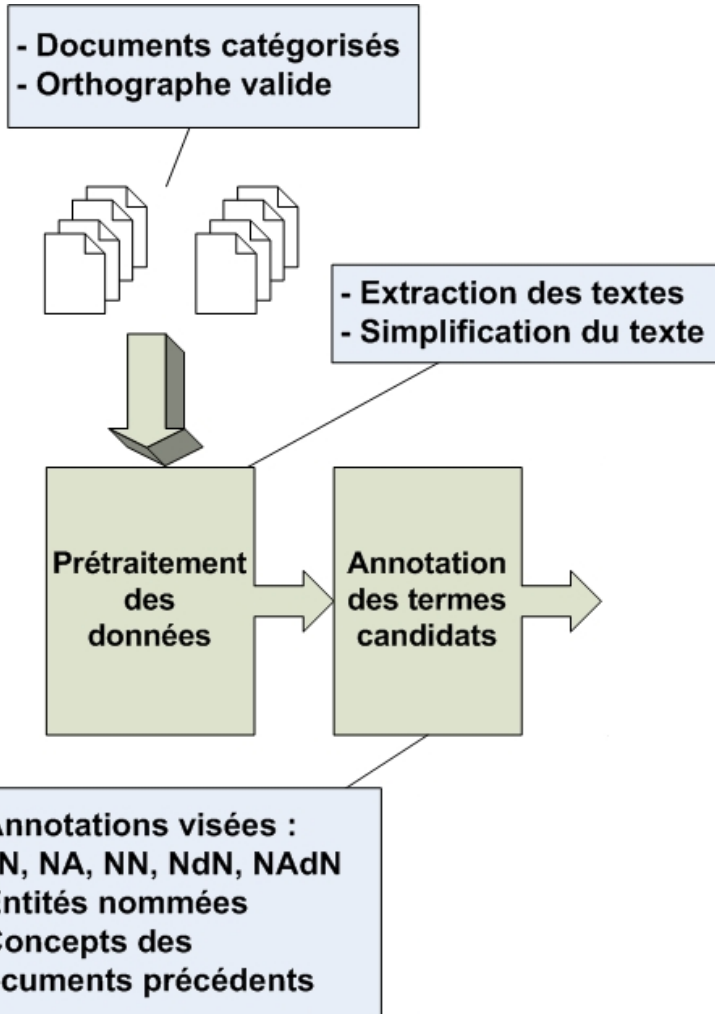 - Documents catégorisés
- Orthographe valide
- Extraction des textes
- Simplification du texte
Prétraitement
des
données
Annotation
des termes
candidats
Annotations visées :
N, NA, NN, NdN, NAdN
Entités nommées
Concepts des
précédents